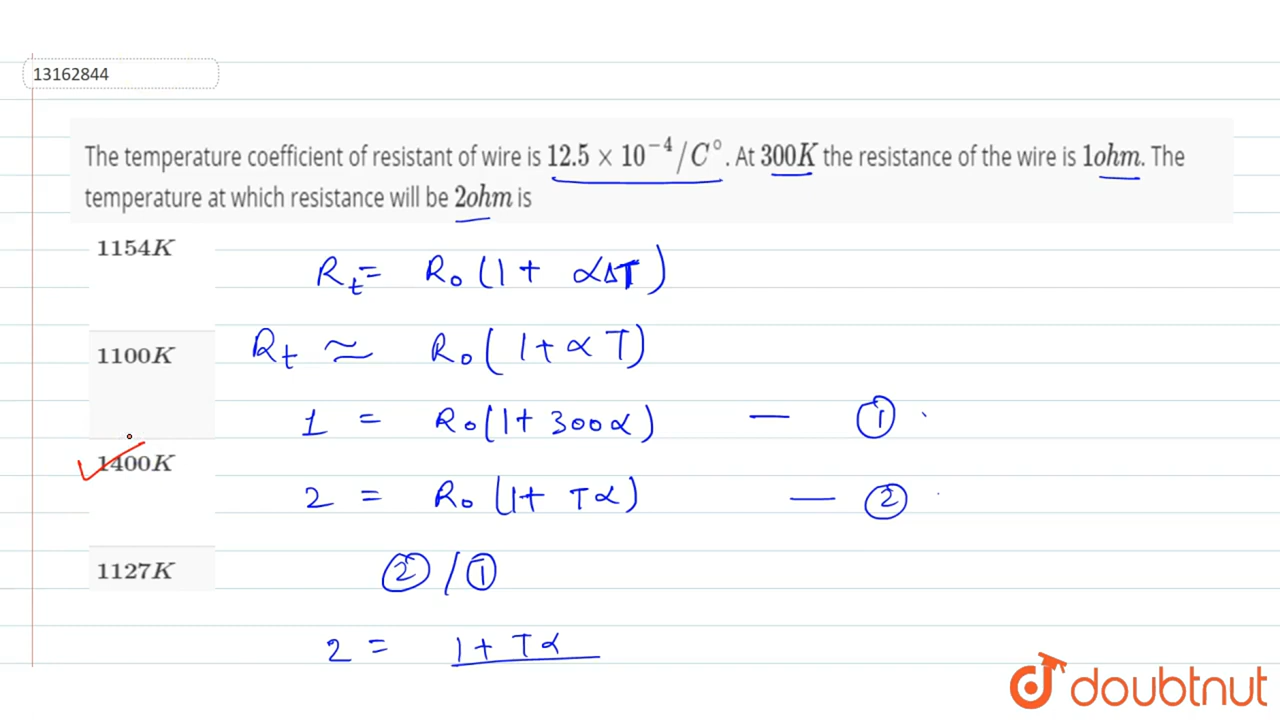 13162844
The temperature coefficient of resistant of wire is 12.5 × 10⁻⁴/C°. At 300K the resistance of the wire is 1ohm. The
temperature at which resistance will be 2ohm is
1154K
Rt = R₀(1 + αΔT)
1100K
Rt ≈ R₀(1 + αT)
1 = R₀(1 + 300α) — ①
1400K
2 = R₀(1 + Tα) — ②
1127K
② / ①
2 = 1 + Tα
doubtnut